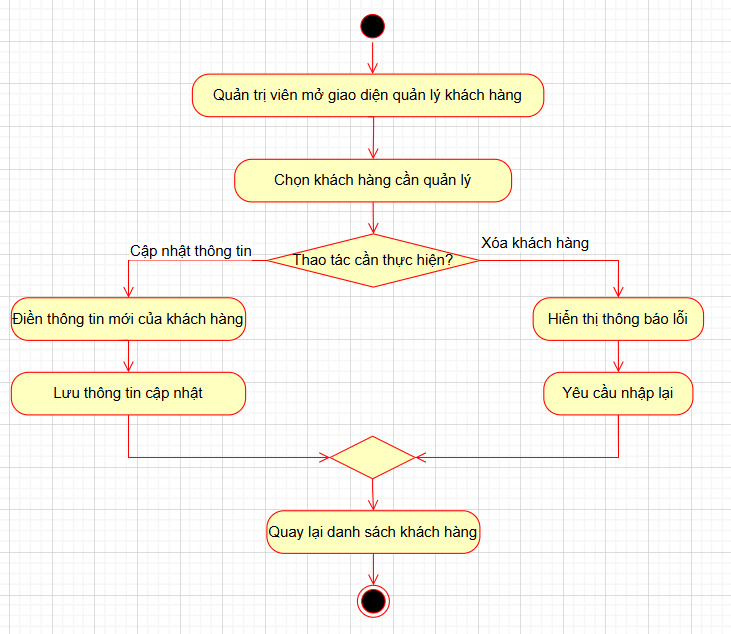 Quản trị viên mở giao diện quản lý khách hàng
Chọn khách hàng cần quản lý
Thao tác cần thực hiện?
Cập nhật thông tin
Xóa khách hàng
Điền thông tin mới của khách hàng
Hiển thị thông báo lỗi
Lưu thông tin cập nhật
Yêu cầu nhập lại
Quay lại danh sách khách hàng